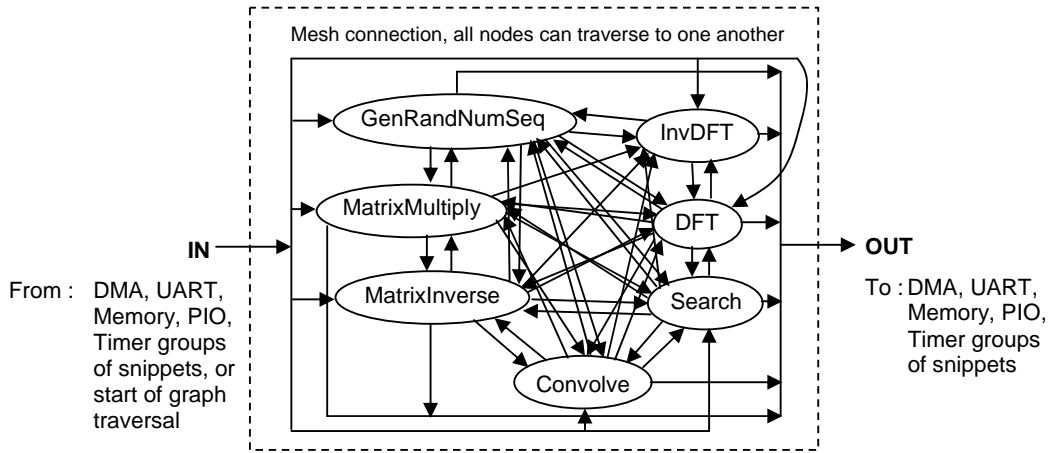 Mesh connection, all nodes can traverse to one another
GenRandNumSeq
InvDFT
MatrixMultiply
DFT
IN
OUT
From : DMA, UART,
Memory, PIO,
Timer groups
of snippets, or
start of graph
traversal
MatrixInverse
Search
To : DMA, UART,
Memory, PIO,
Timer groups
of snippets
Convolve